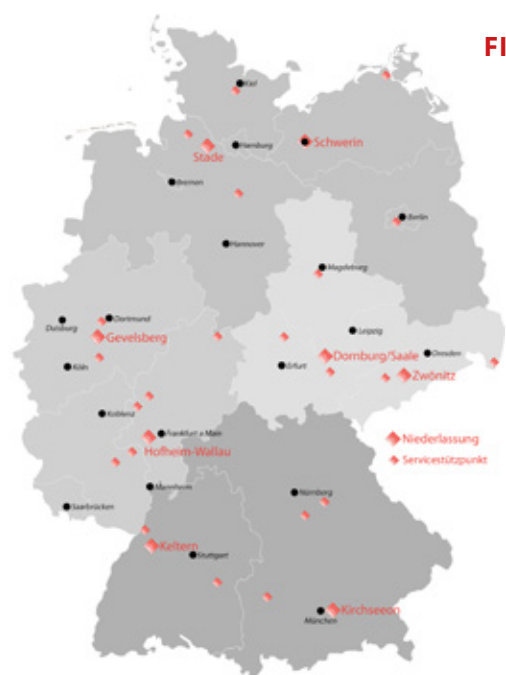 FI
Kiel
Schwerin
Hamburg
Stade
Bremen
Berlin
Hannover
Magdeburg
Dortmund
Duisburg
Gevelsberg
Leipzig
Dornburg/Saale
Dresden
Erfurt
Köln
Zwönitz
Koblenz
Frankfurt a Main
Niederlassung
Hofheim-Wallau
Servicestützpunkt
Mannheim
Nürnberg
Saarbrücken
Keltern
Stuttgart
Kirchseeon
München